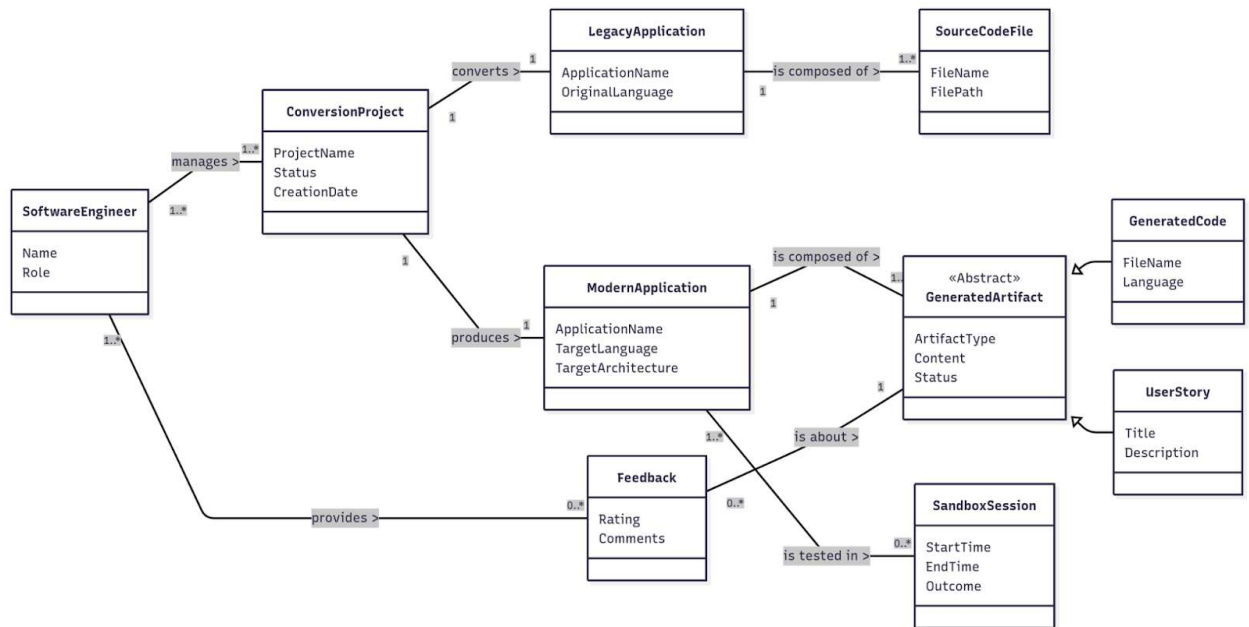 LegacyApplication
ApplicationName
OriginalLanguage
SourceCodeFile
FileName
FilePath
converts >
1
1
is composed of >
1
1..*
ConversionProject
ProjectName
Status
CreationDate
manages >
1..*
1..*
SoftwareEngineer
Name
Role
1
produces >
1
ModernApplication
ApplicationName
TargetLanguage
TargetArchitecture
is composed of >
1
1..
«Abstract»
GeneratedArtifact
ArtifactType
Content
Status
GeneratedCode
FileName
Language
UserStory
Title
Description
1..*
provides >
0..*
Feedback
Rating
Comments
0..*
is about >
1
1..*
is tested in >
0..*
SandboxSession
StartTime
EndTime
Outcome